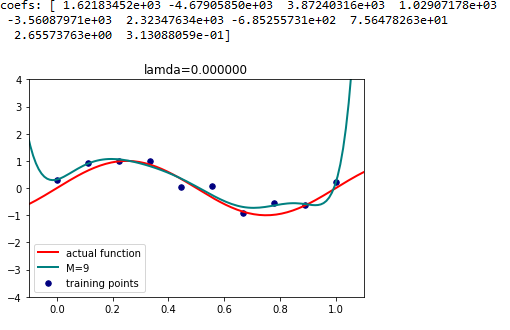 coefs: [ 1.62183452e+03 -4.67905850e+03  3.87240316e+03  1.02907178e+03
 -3.56087971e+03  2.32347634e+03 -6.85255731e+02  7.56478263e+01
  2.65573763e+00  3.13088059e-01]
lamda=0.000000
4
3
2
1
0
-1
-2
-3
-4
actual function
M=9
training points
0.0 0.2 0.4 0.6 0.8 1.0